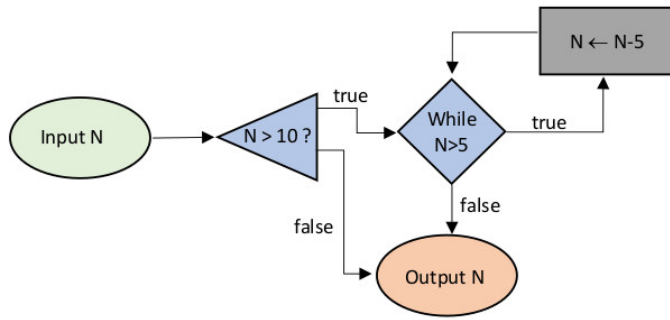 N ← N-5
true
Input N
N > 10 ?
While
N>5
true
false
false
Output N